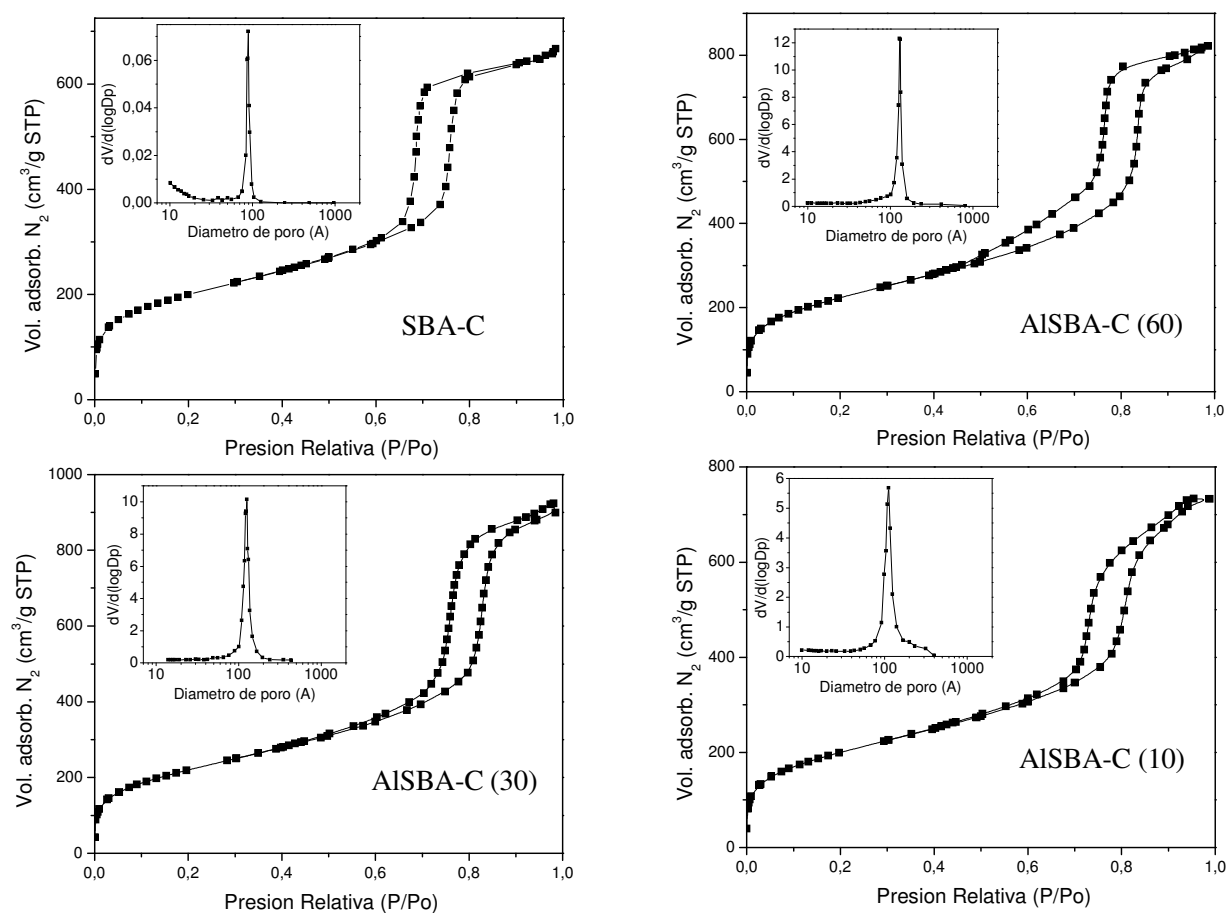 Vol. adsorb. N2 (cm3/g STP)
600
400
200
0
0,0 0,2 0,4 0,6 0,8 1,0
Presion Relativa (P/Po)
SBA-C
dV/d(logDp)
0,06
0,04
0,02
0,00
10 100 1000
Diametro de poro (A)
Vol. adsorb. N2 (cm3/g STP)
800
600
400
200
0
0,0 0,2 0,4 0,6 0,8 1,0
Presion Relativa (P/Po)
AlSBA-C (60)
dV/d(logDp)
12
10
8
6
4
2
0
10 100 1000
Diametro de poro (A)
Vol. adsorb. N2 (cm3/g STP)
1000
800
600
400
200
0
0,0 0,2 0,4 0,6 0,8 1,0
Presion Relativa (P/Po)
AlSBA-C (30)
dV/d(logDp)
10
8
6
4
2
0
10 100 1000
Diametro de poro (A)
Vol. adsorb. N2 (cm3/g STP)
800
600
400
200
0
0,0 0,2 0,4 0,6 0,8 1,0
Presion Relativa (P/Po)
AlSBA-C (10)
dV/d(logDp)
6
5
4
3
2
1
0
10 100 1000
Diametro de poro (A)